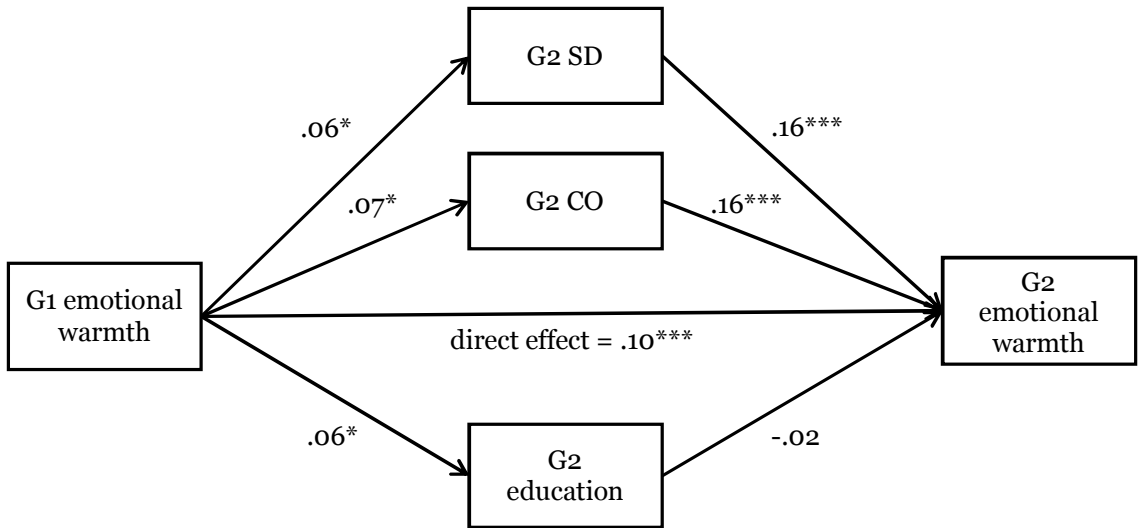 G2 SD
.06*
.16***
G2 CO
.07*
.16***
G1 emotional
warmth
G2
emotional
warmth
direct effect = .10***
.06*
-.02
G2
education